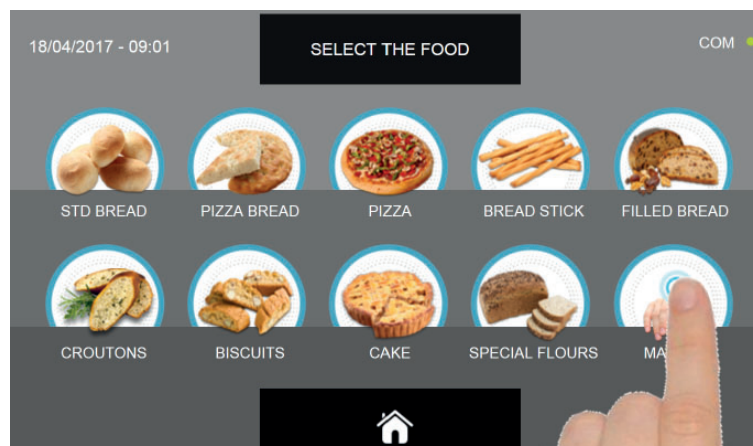 18/04/2017 - 09:01
SELECT THE FOOD
COM
STD BREAD
PIZZA BREAD
PIZZA
BREAD STICK
FILLED BREAD
CROUTONS
BISCUITS
CAKE
SPECIAL FLOURS